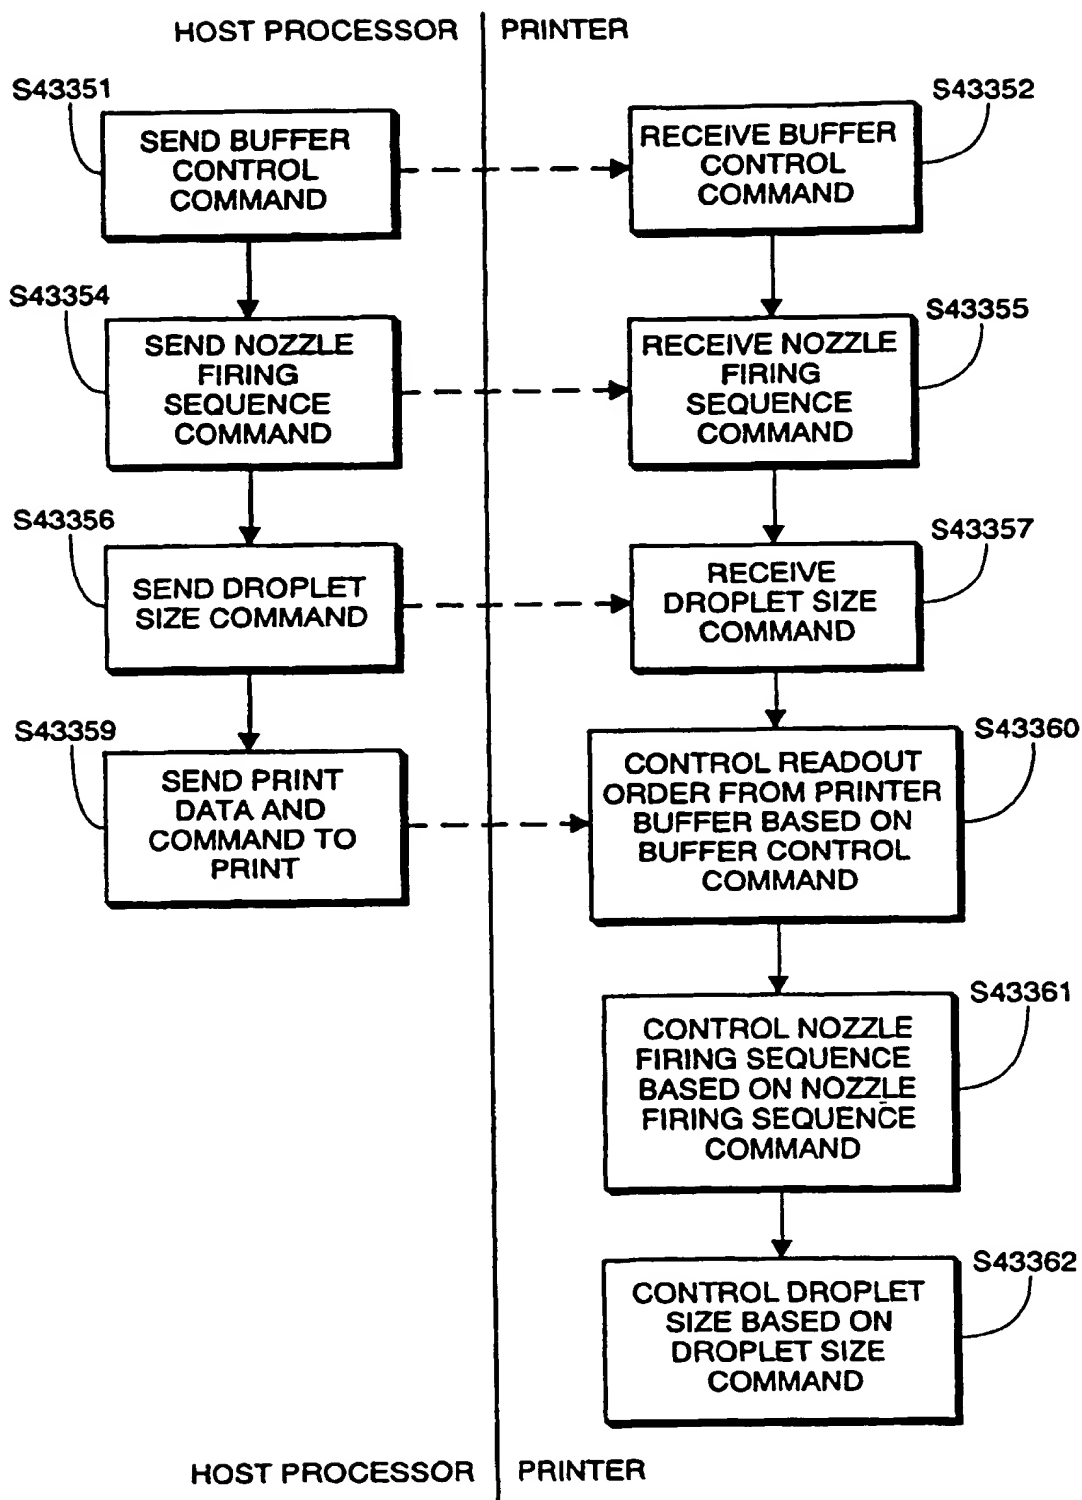 HOST PROCESSOR
PRINTER
S43351
SEND BUFFER
CONTROL
COMMAND
S43352
RECEIVE BUFFER
CONTROL
COMMAND
S43354
SEND NOZZLE
FIRING
SEQUENCE
COMMAND
S43355
RECEIVE NOZZLE
FIRING
SEQUENCE
COMMAND
S43356
SEND DROPLET
SIZE COMMAND
S43357
RECEIVE
DROPLET SIZE
COMMAND
S43359
SEND PRINT
DATA AND
COMMAND TO
PRINT
S43360
CONTROL READOUT
ORDER FROM PRINTER
BUFFER BASED ON
BUFFER CONTROL
COMMAND
S43361
CONTROL NOZZLE
FIRING SEQUENCE
BASED ON NOZZLE
FIRING SEQUENCE
COMMAND
S43362
CONTROL DROPLET
SIZE BASED ON
DROPLET SIZE
COMMAND
HOST PROCESSOR
PRINTER